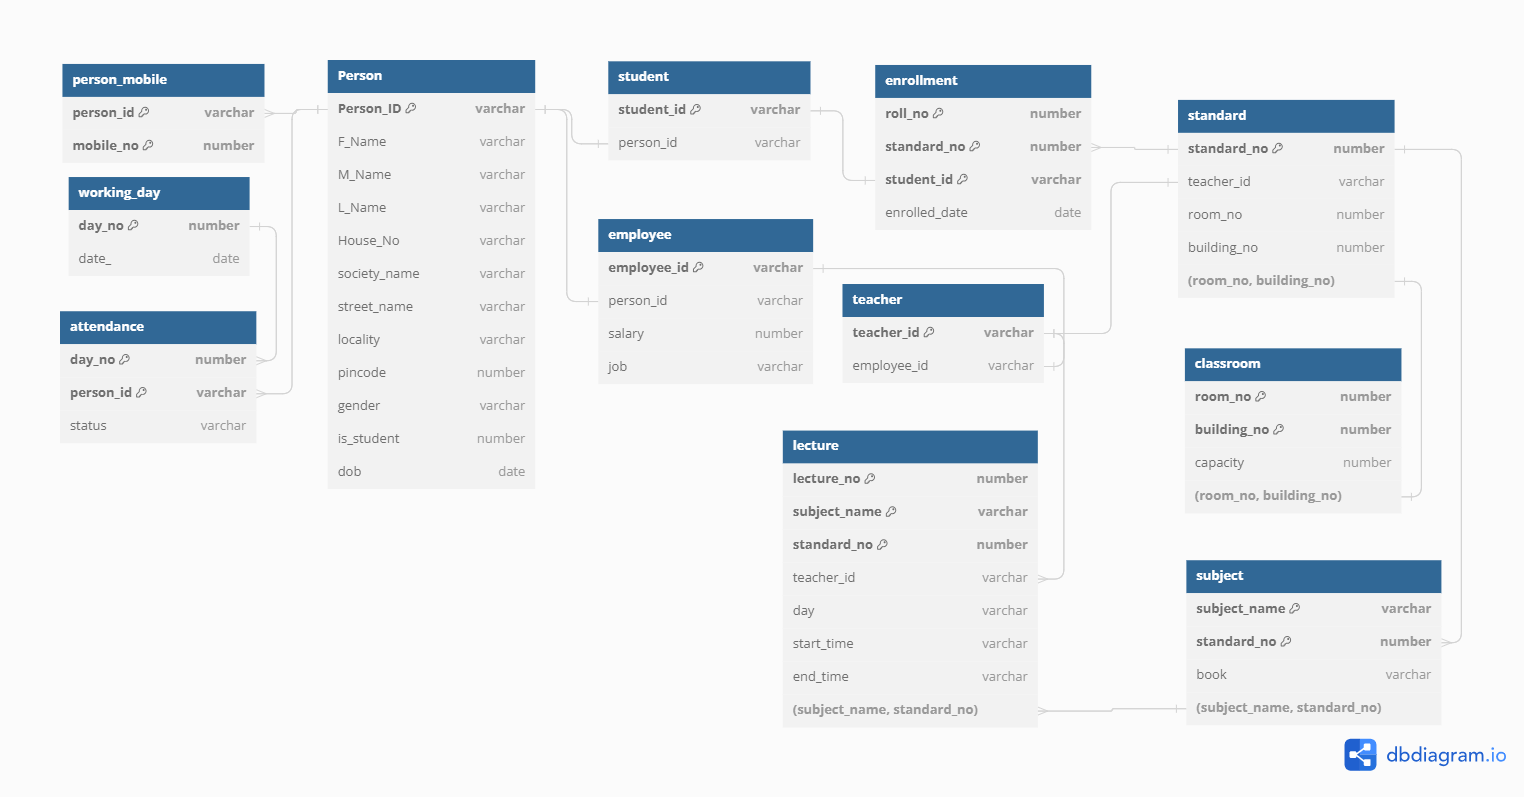 person_mobile
person_id varchar
mobile_no number
working_day
day_no number
date_ date
attendance
day_no number
person_id varchar
status varchar
Person
Person_ID varchar
F_Name varchar
M_Name varchar
L_Name varchar
House_No varchar
society_name varchar
street_name varchar
locality varchar
pincode number
gender varchar
is_student number
dob date
student
student_id varchar
person_id varchar
employee
employee_id varchar
person_id varchar
salary number
job varchar
enrollment
roll_no number
standard_no number
student_id varchar
enrolled_date date
teacher
teacher_id varchar
employee_id varchar
lecture
lecture_no number
subject_name varchar
standard_no number
teacher_id varchar
day varchar
start_time varchar
end_time varchar
(subject_name, standard_no)
standard
standard_no number
teacher_id varchar
room_no number
building_no number
(room_no, building_no)
classroom
room_no number
building_no number
capacity number
(room_no, building_no)
subject
subject_name varchar
standard_no number
book varchar
(subject_name, standard_no)
dbdiagram.io